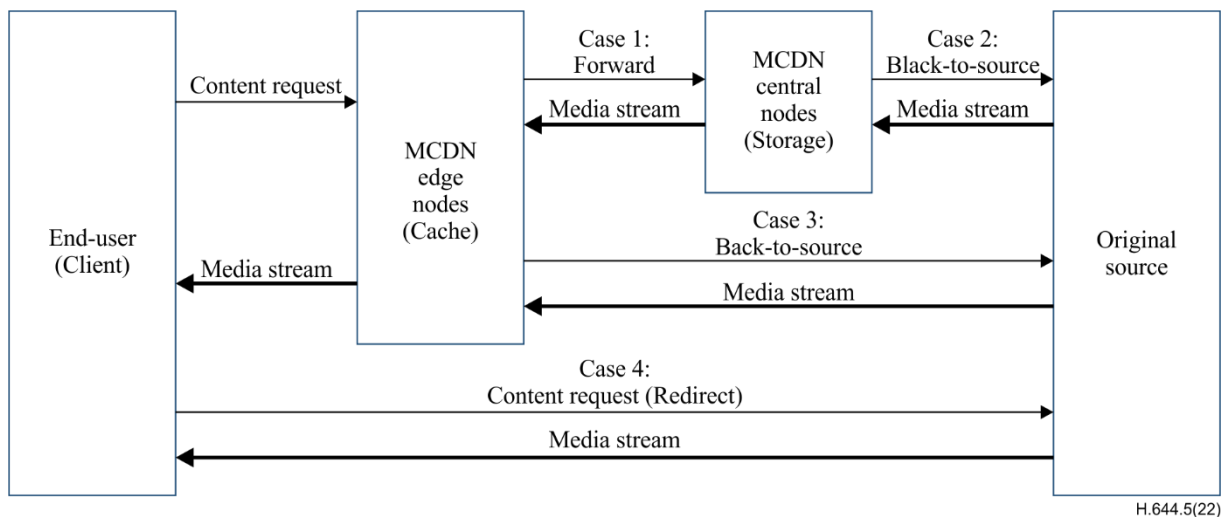 Content request
Case 1:
Forward
Media stream
MCDN
central
nodes
(Storage)
Case 2:
Black-to-source
Media stream
MCDN
edge
nodes
(Cache)
End-user
(Client)
Case 3:
Back-to-source
Original
source
Media stream
Media stream
Case 4:
Content request (Redirect)
Media stream
H.644.5(22)